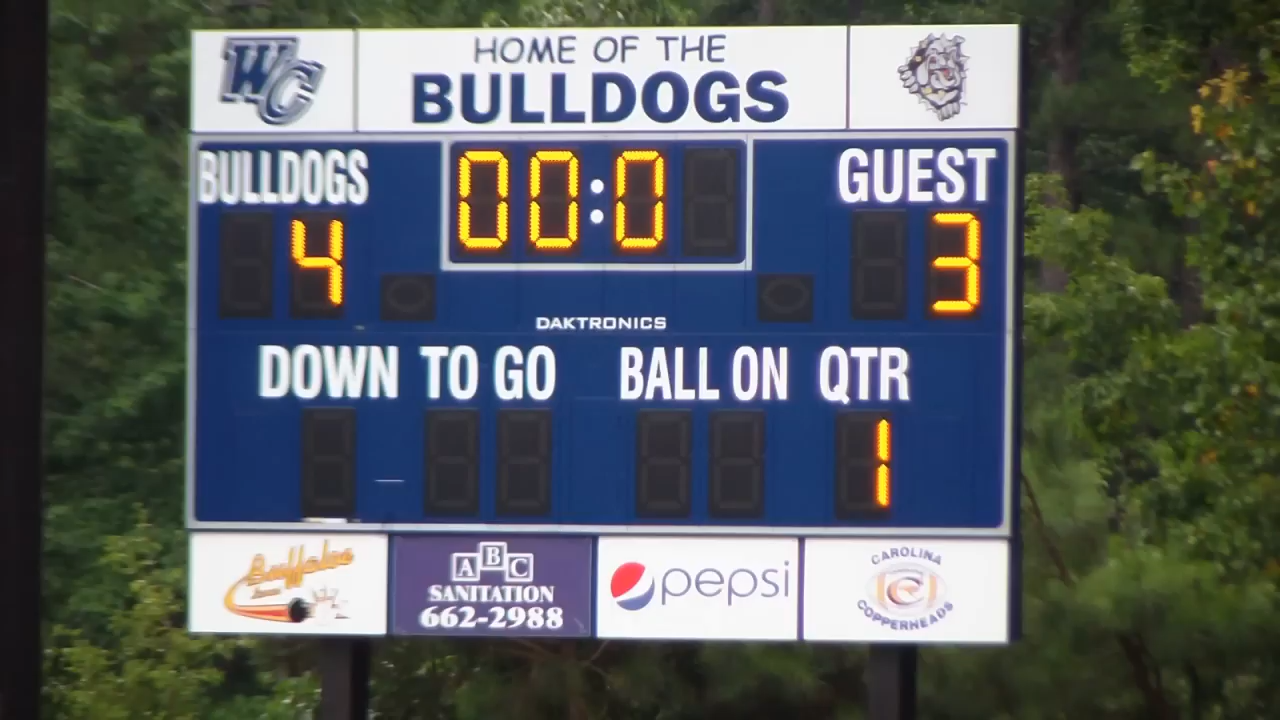 WC
HOME OF THE
BULLDOGS
BULLDOGS
00:0
GUEST
4
3
DAKTRONICS
DOWN TO GO BALL ON QTR
1
Buffaloe
ABC
SANITATION
662-2988
pepsi
CAROLINA
COPPERHEADS